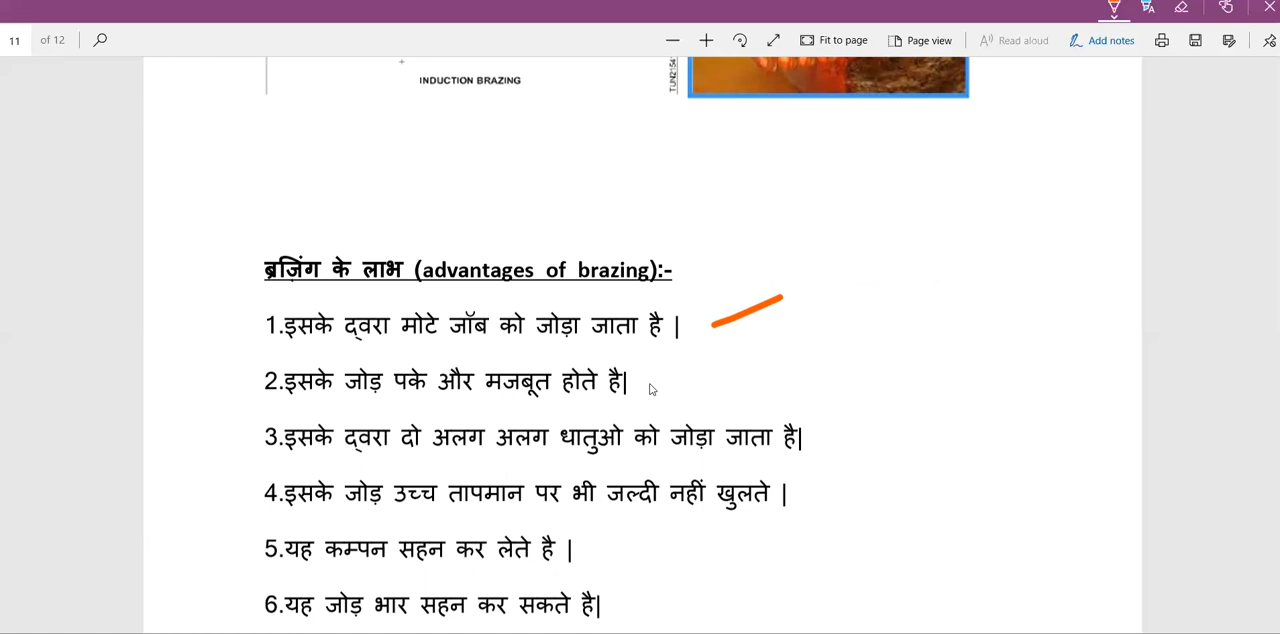 11 of 12 Fit to page Page view Read aloud Add notes
INDUCTION BRAZING
ब्रज़िंग के लाभ (advantages of brazing):-
1.इसके द्वरा मोटे जॉब को जोड़ा जाता है |
2.इसके जोड़ पके और मजबूत होते है|
3.इसके द्वरा दो अलग अलग धातुओ को जोड़ा जाता है|
4.इसके जोड़ उच्च तापमान पर भी जल्दी नहीं खुलते |
5.यह कम्पन सहन कर लेते है |
6.यह जोड़ भार सहन कर सकते है|